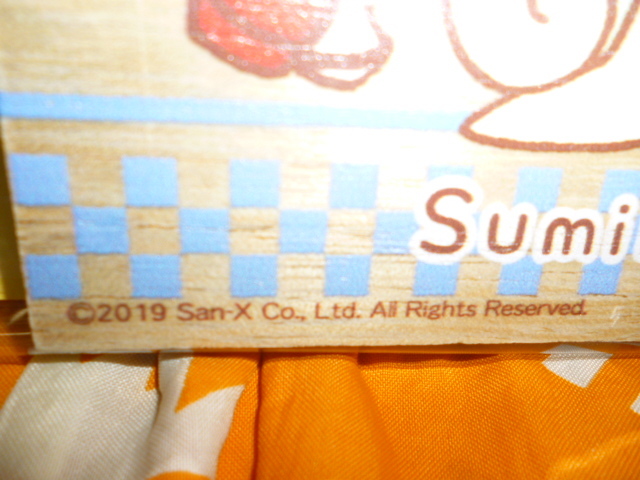 Sumi
©2019 San-X Co., Ltd. All Rights Reserved.